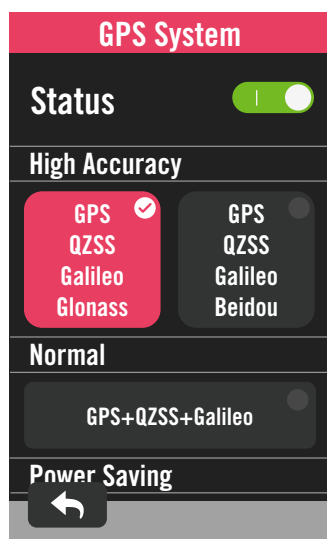 GPS System
Status
High Accuracy
GPS
QZSS
Galileo
Glonass
GPS
QZSS
Galileo
Beidou
Normal
GPS+QZSS+Galileo
Power Saving